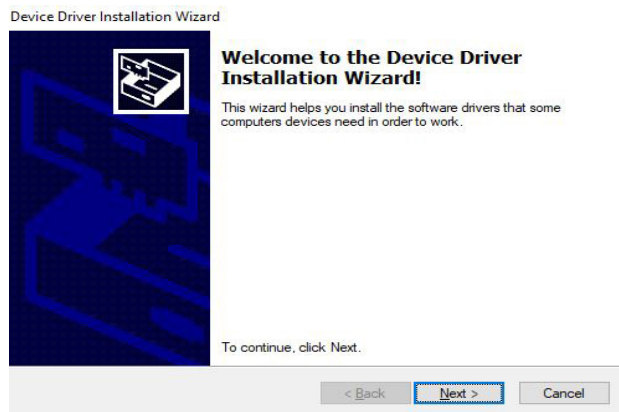 Device Driver Installation Wizard
Welcome to the Device Driver
Installation Wizard!
This wizard helps you install the software drivers that some
computers devices need in order to work.
To continue, click Next.
< Back Next > Cancel